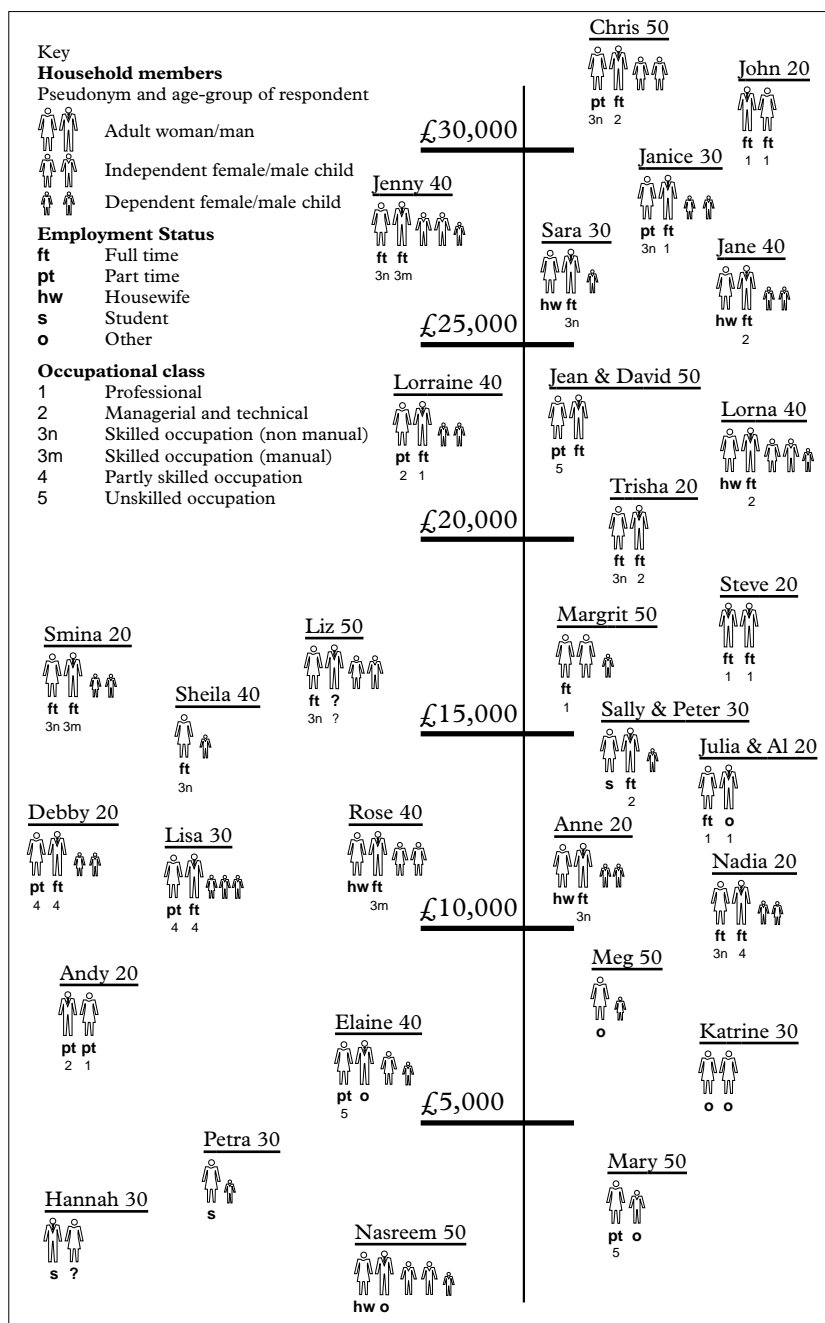 Key
Household members
Pseudonym and age-group of respondent
Adult woman/man
Independent female/male child
Dependent female/male child
Employment Status
ft Full time
pt Part time
hw Housewife
s Student
o Other
Occupational class
1 Professional
2 Managerial and technical
3n Skilled occupation (non manual)
3m Skilled occupation (manual)
4 Partly skilled occupation
5 Unskilled occupation
Chris 50
pt ft
3n 2
John 20
ft ft
1 1
£30,000
Janice 30
pt ft
3n 1
Jenny 40
ft ft
3n 3m
Sara 30
hw ft
3n
Jane 40
hw ft
2
£25,000
Lorraine 40
pt ft
2 1
Jean & David 50
pt ft
5
Lorna 40
hw ft
2
Trisha 20
ft ft
3n 2
£20,000
Steve 20
ft ft
1 1
Margrit 50
ft
1
Smina 20
ft ft
3n 3m
Liz 50
ft ?
3n ?
Sheila 40
ft
3n
£15,000
Sally & Peter 30
s ft
2
Julia & Al 20
ft o
1 1
Debby 20
pt ft
4 4
Lisa 30
pt ft
4 4
Rose 40
hw ft
3m
Anne 20
hw ft
3n
Nadia 20
ft ft
3n 4
£10,000
Meg 50
o
Andy 20
pt pt
2 1
Elaine 40
pt o
5
Katrine 30
o o
£5,000
Petra 30
s
Mary 50
pt o
5
Hannah 30
s ?
Nasreem 50
hw o